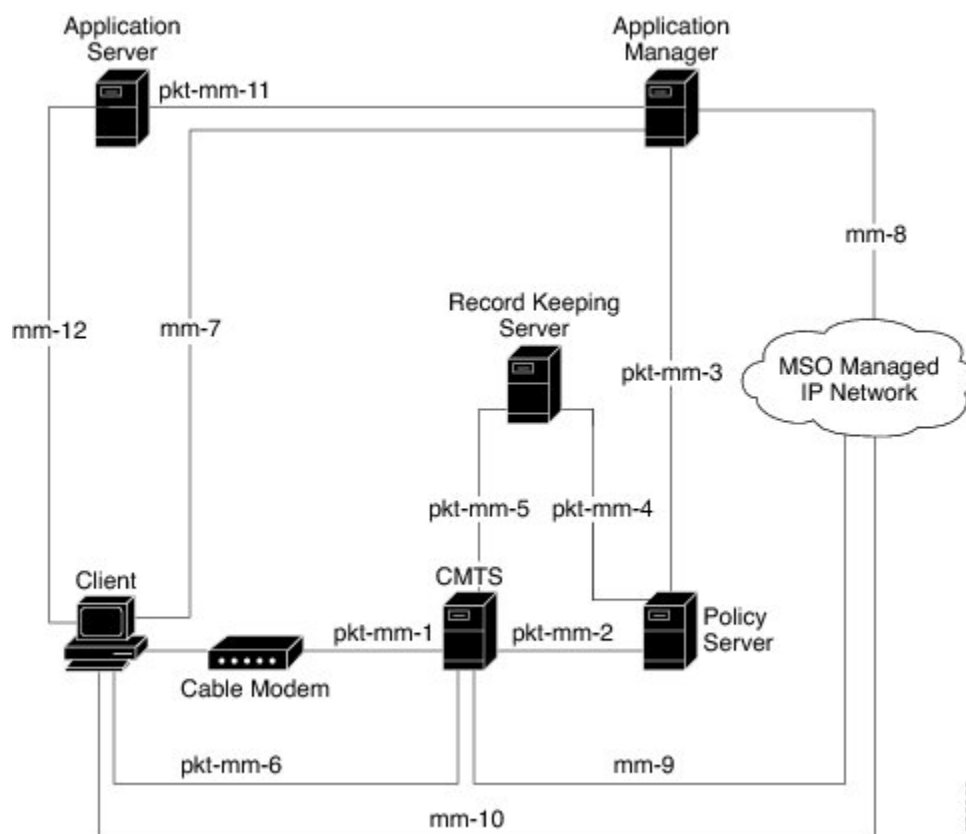 Application
Server
Application
Manager
pkt-mm-11
mm-8
Record Keeping
Server
mm-12
mm-7
pkt-mm-3
MSO Managed
IP Network
pkt-mm-5
pkt-mm-4
Client
CMTS
pkt-mm-1
pkt-mm-2
Policy
Server
Cable Modem
pkt-mm-6
mm-9
mm-10